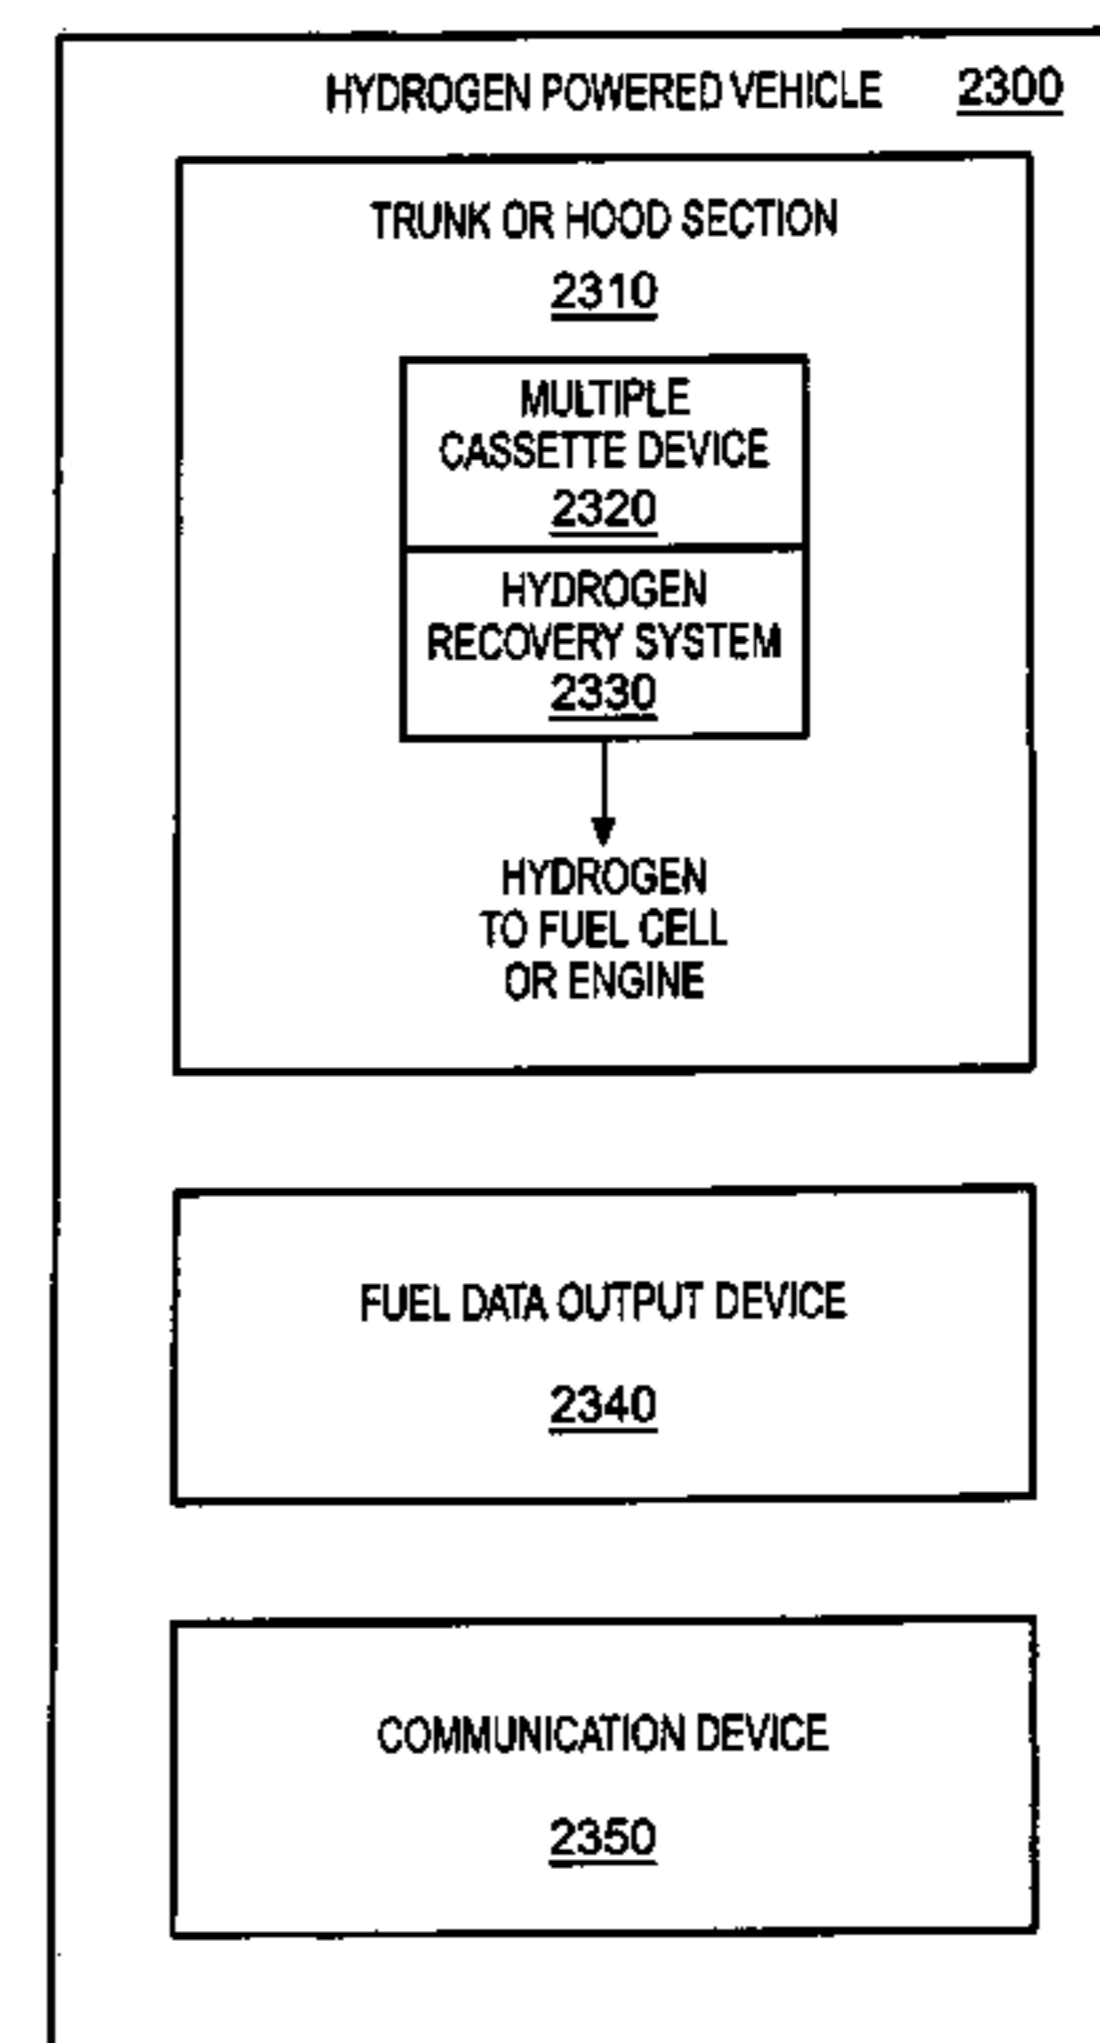 HYDROGEN POWERED VEHICLE 2300
TRUNK OR HOOD SECTION
2310
MULTIPLE
CASSETTE DEVICE
2320
HYDROGEN
RECOVERY SYSTEM
2330
HYDROGEN
TO FUEL CELL
OR ENGINE
FUEL DATA OUTPUT DEVICE
2340
COMMUNICATION DEVICE
2350